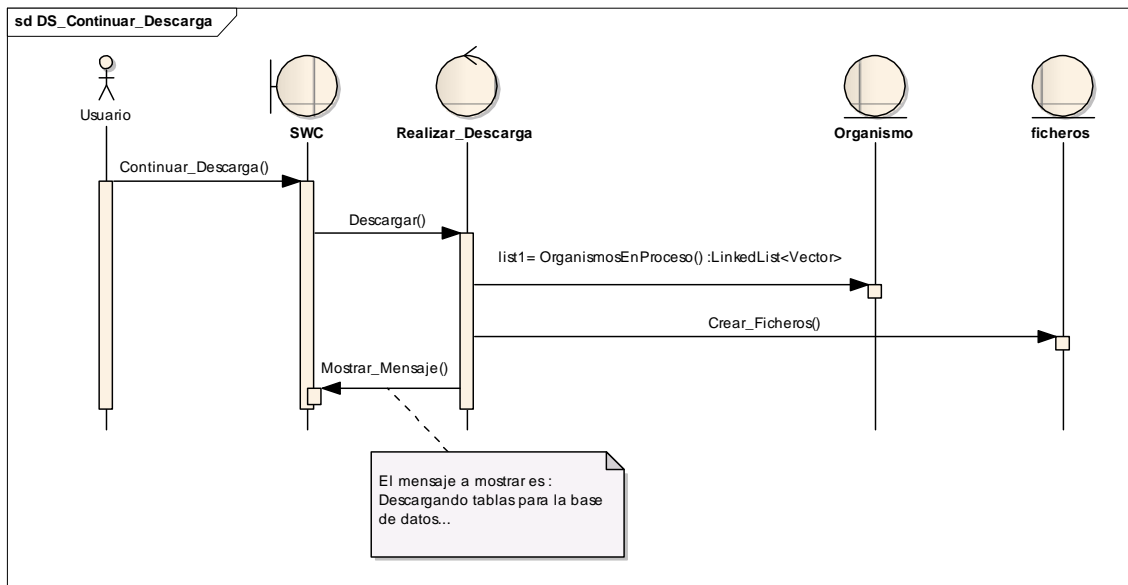 sd DS_Continuar_Descarga
Usuario
SWC
Realizar_Descarga
Organismo
ficheros
Continuar_Descarga()
Descargar()
list1= OrganismosEnProceso() :LinkedList<Vector>
Crear_Ficheros()
Mostrar_Mensaje()
El mensaje a mostrar es :
Descargando tablas para la base
de datos...